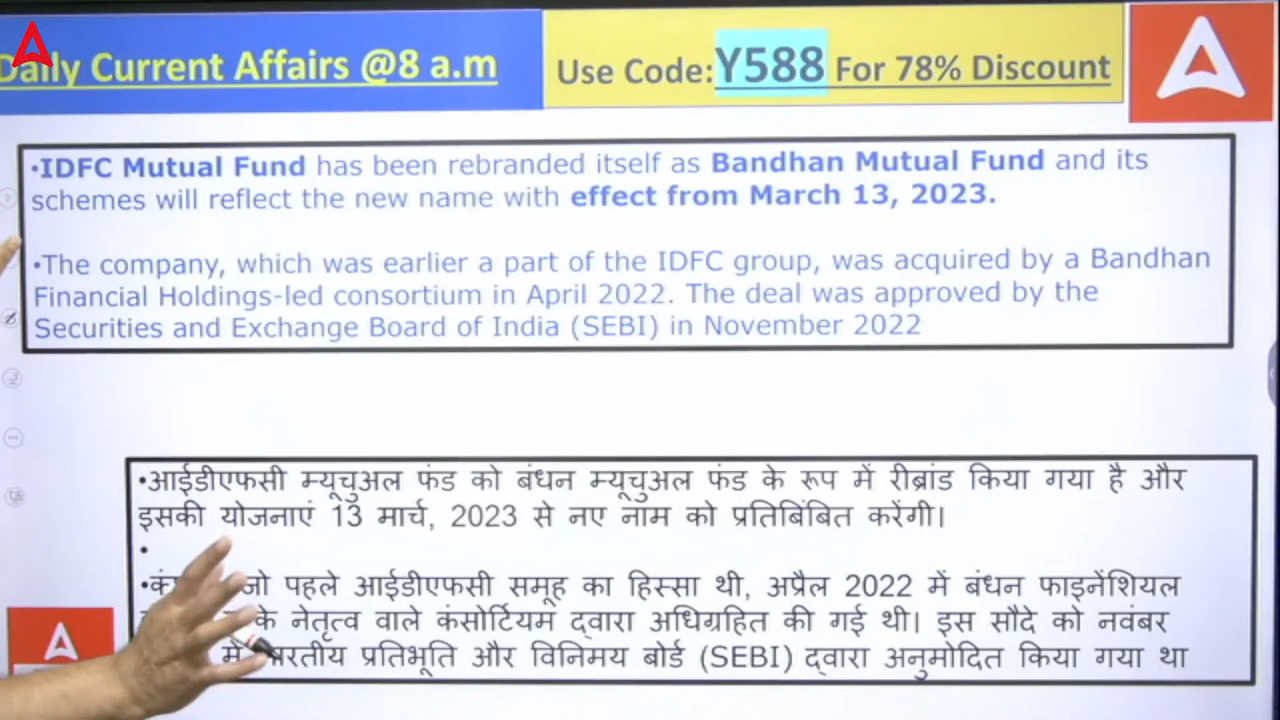 Daily Current Affairs @8 a.m
Use Code:Y588 For 78% Discount
•IDFC Mutual Fund has been rebranded itself as Bandhan Mutual Fund and its
schemes will reflect the new name with effect from March 13, 2023.
•The company, which was earlier a part of the IDFC group, was acquired by a Bandhan
Financial Holdings-led consortium in April 2022. The deal was approved by the
Securities and Exchange Board of India (SEBI) in November 2022
•आईडीएफसी म्यूचुअल फंड को बंधन म्यूचुअल फंड के रूप में रीब्रांड किया गया है और
इसकी योजनाएं 13 मार्च, 2023 से नए नाम को प्रतिबिंबित करेंगी।
•
• जो पहले आईडीएफसी समूह का हिस्सा थी, अप्रैल 2022 में बंधन फाइनेंशियल
के नेतृत्व वाले कंसोर्टियम द्वारा अधिग्रहित की गई थी। इस सौदे को नवंबर
में प्रतिभूति और विनिमय बोर्ड (SEBI) द्वारा अनुमोदित किया गया था